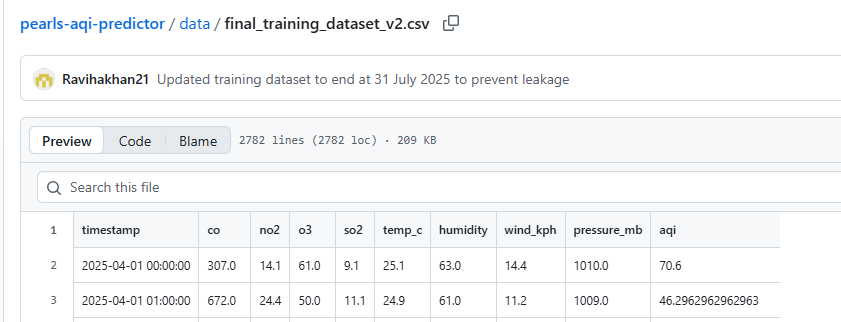 pearls-aqi-predictor / data / final_training_dataset_v2.csv
Ravihakhan21 Updated training dataset to end at 31 July 2025 to prevent leakage
Preview Code Blame 2782 lines (2782 loc) · 209 KB
Search this file
1 timestamp co no2 o3 so2 temp_c humidity wind_kph pressure_mb aqi
2 2025-04-01 00:00:00 307.0 14.1 61.0 9.1 25.1 63.0 14.4 1010.0 70.6
3 2025-04-01 01:00:00 672.0 24.4 50.0 11.1 24.9 61.0 11.2 1009.0 46.2962962962963